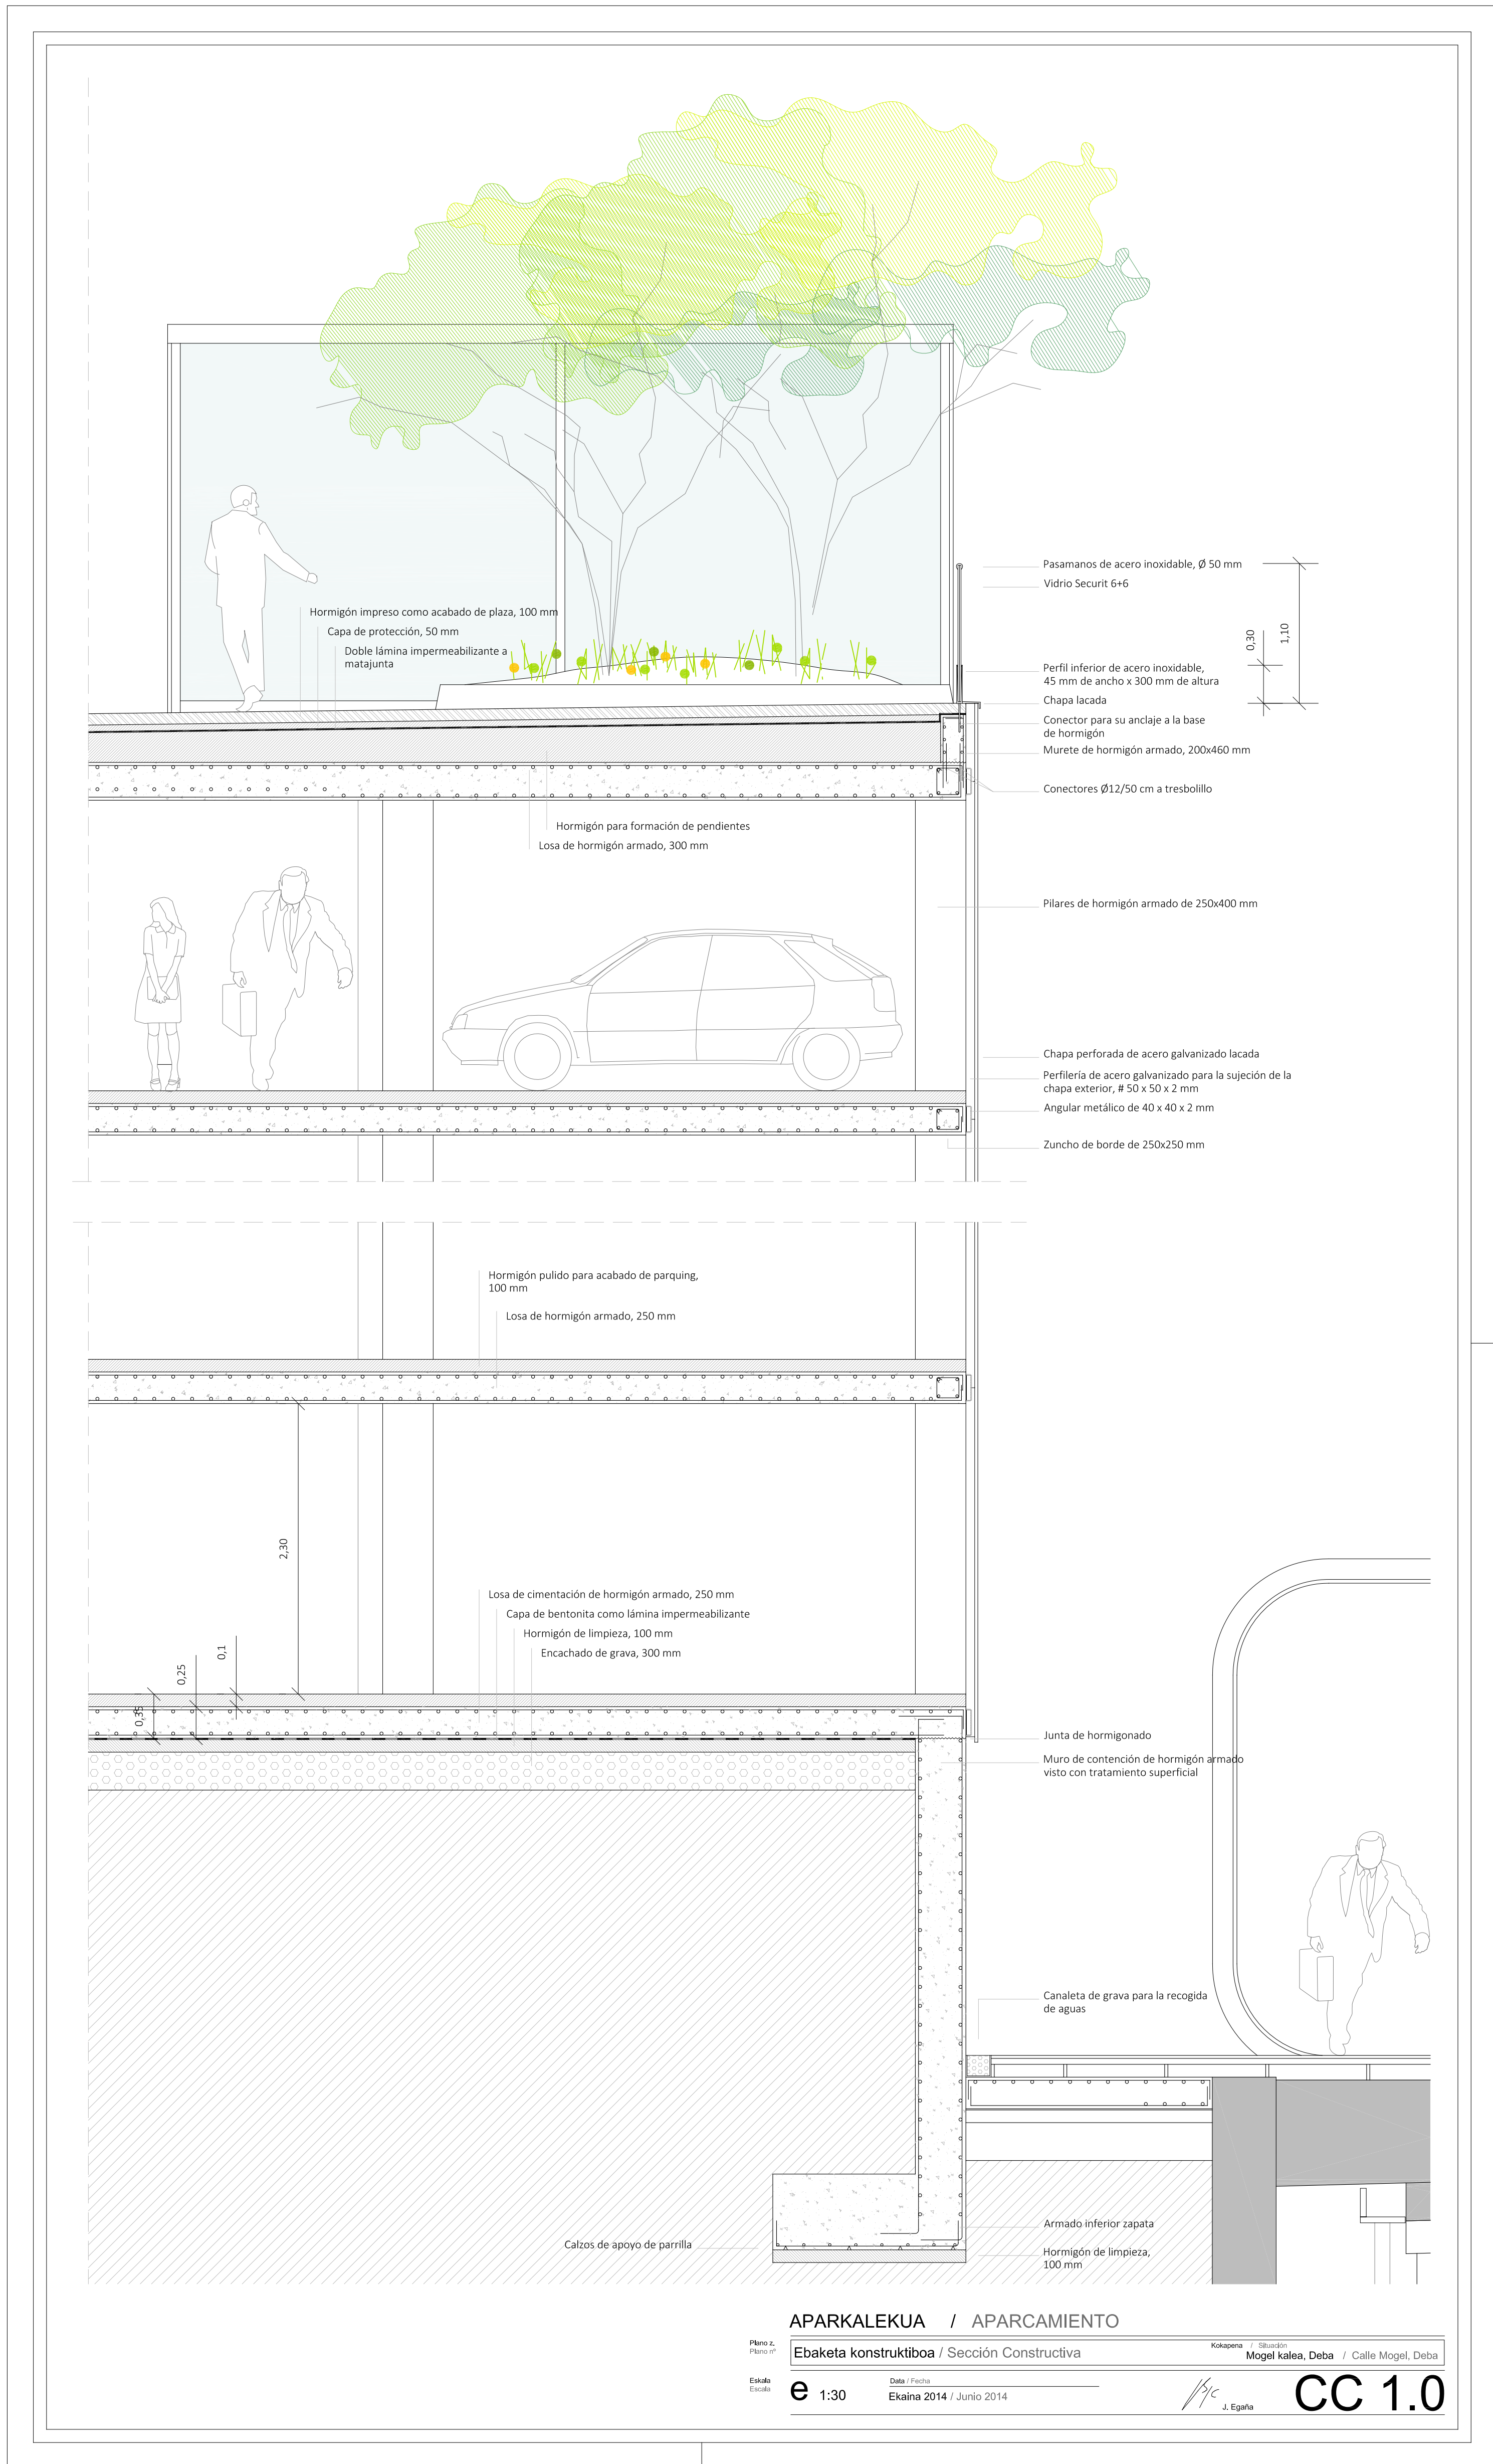 Pasamanos de acero inoxidable, Ø 50 mm
Vidrio Securit 6+6
Hormigón impreso como acabado de plaza, 100 mm
Capa de protección, 50 mm
Doble lámina impermeabilizante a
matajunta
0,30
1,10
Perfil inferior de acero inoxidable,
45 mm de ancho x 300 mm de altura
Chapa lacada
Conector para su anclaje a la base
de hormigón
Murete de hormigón armado, 200x460 mm
Conectores Ø12/50 cm a tresbolillo
Hormigón para formación de pendientes
Losa de hormigón armado, 300 mm
Pilares de hormigón armado de 250x400 mm
Chapa perforada de acero galvanizado lacada
Perfilería de acero galvanizado para la sujeción de la
chapa exterior, # 50 x 50 x 2 mm
Angular metálico de 40 x 40 x 2 mm
Zuncho de borde de 250x250 mm
Hormigón pulido para acabado de parquing,
100 mm
Losa de hormigón armado, 250 mm
2,30
Losa de cimentación de hormigón armado, 250 mm
Capa de bentonita como lámina impermeabilizante
Hormigón de limpieza, 100 mm
Encachado de grava, 300 mm
0,1
0,25
0,35
Junta de hormigonado
Muro de contención de hormigón armado
visto con tratamiento superficial
Canaleta de grava para la recogida
de aguas
Armado inferior zapata
Calzos de apoyo de parrilla
Hormigón de limpieza,
100 mm
APARKALEKUA / APARCAMIENTO
Plano z,
Plano nº
Ebaketa konstruktiboa / Sección Constructiva
Kokapena / Situación
Mogel kalea, Deba / Calle Mogel, Deba
Eskala
Escala
e 1:30
Data / Fecha
Ekaina 2014 / Junio 2014
J. Egaña
CC 1.0